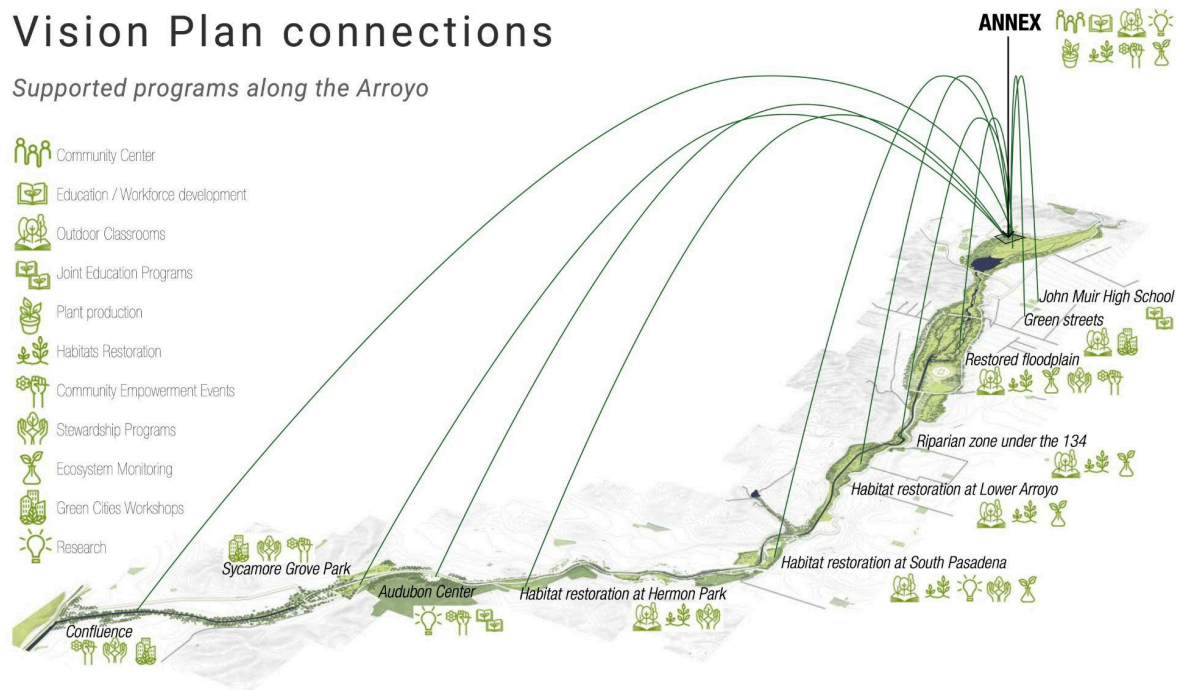 Vision Plan connections
Supported programs along the Arroyo
ANNEX
Community Center
Education / Workforce development
Outdoor Classrooms
Joint Education Programs
Plant production
Habitats Restoration
Community Empowerment Events
Stewardship Programs
Ecosystem Monitoring
Green Cities Workshops
Research
John Muir High School
Green streets
Restored floodplain
Riparian zone under the 134
Habitat restoration at Lower Arroyo
Habitat restoration at South Pasadena
Sycamore Grove Park
Audubon Center
Habitat restoration at Hermon Park
Confluence